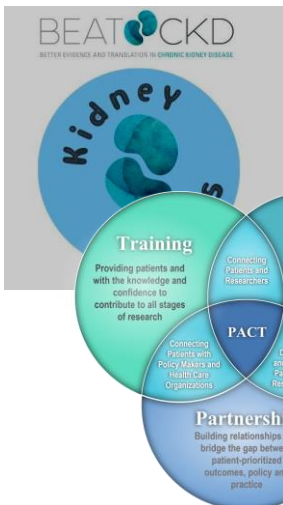 BEAT CKD
BETTER EVIDENCE AND TRANSLATION IN CHRONIC KIDNEY DISEASE
Kidney
Training
Providing patients and
with the knowledge and
confidence to
contribute to all stages
of research
Connecting
Patients and
Researchers
PACT
Connecting
Patients with
Policy Makers and
Health Care
Organizations
Partnersh
Building relationships
bridge the gap betwe
patient-prioritized
outcomes, policy an
practice